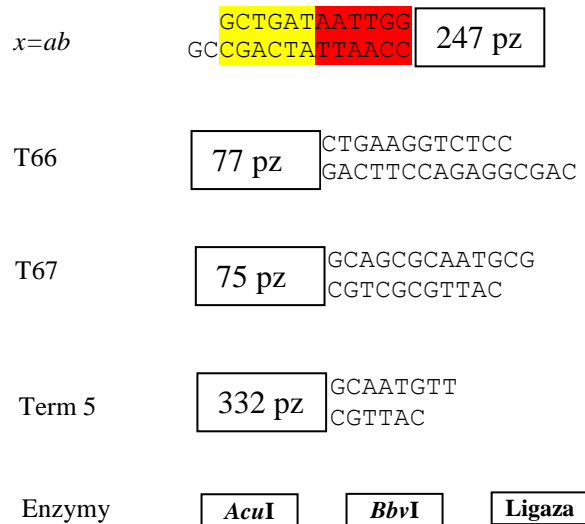 GCTGATAATTGG
x=ab
GCCGACTATTAACC
247 pz
CTGAAGGTCTCC
T66
77 pz
GACTTCCAGAGGCGAC
GCAGCGCAATGCG
T67
75 pz
CGTCGCGTTAC
GCAATGTT
Term 5
332 pz
CGTTAC
Enzymy AcuI BbvI Ligaza